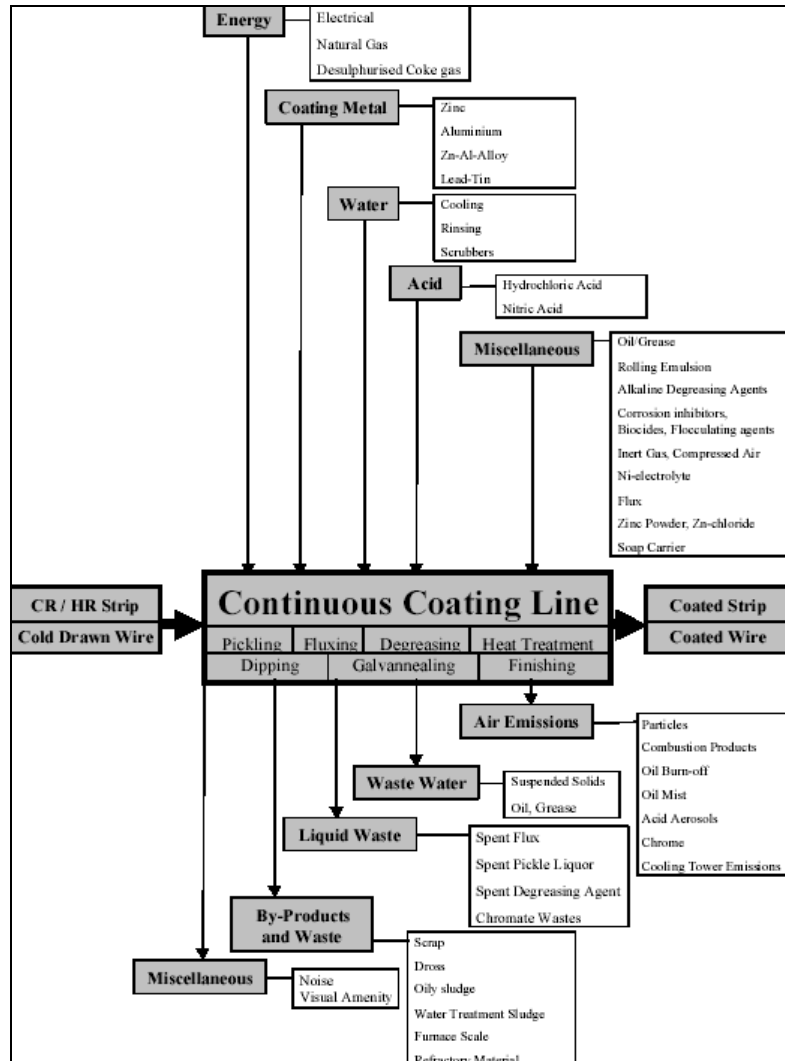 Energy
Electrical
Natural Gas
Desulphurised Coke gas
Coating Metal
Zinc
Aluminium
Zn-Al-Alloy
Lead-Tin
Water
Cooling
Rinsing
Scrubbers
Acid
Hydrochloric Acid
Nitric Acid
Miscellaneous
Oil/Grease
Rolling Emulsion
Alkaline Degreasing Agents
Corrosion inhibitors,
Biocides, Flocculating agents
Inert Gas, Compressed Air
Ni-electrolyte
Flux
Zinc Powder, Zn-chloride
Soap Carrier
CR / HR Strip
Cold Drawn Wire
Continuous Coating Line
Pickling Fluxing Degreasing Heat Treatment
Dipping Galvannealing Finishing
Coated Strip
Coated Wire
Air Emissions
Particles
Combustion Products
Oil Burn-off
Oil Mist
Acid Aerosols
Chrome
Cooling Tower Emissions
Waste Water
Suspended Solids
Oil, Grease
Liquid Waste
Spent Flux
Spent Pickle Liquor
Spent Degreasing Agent
Chromate Wastes
By-Products
and Waste
Scrap
Dross
Oily sludge
Water Treatment Sludge
Furnace Scale
Refractory Material
Miscellaneous
Noise
Visual Amenity